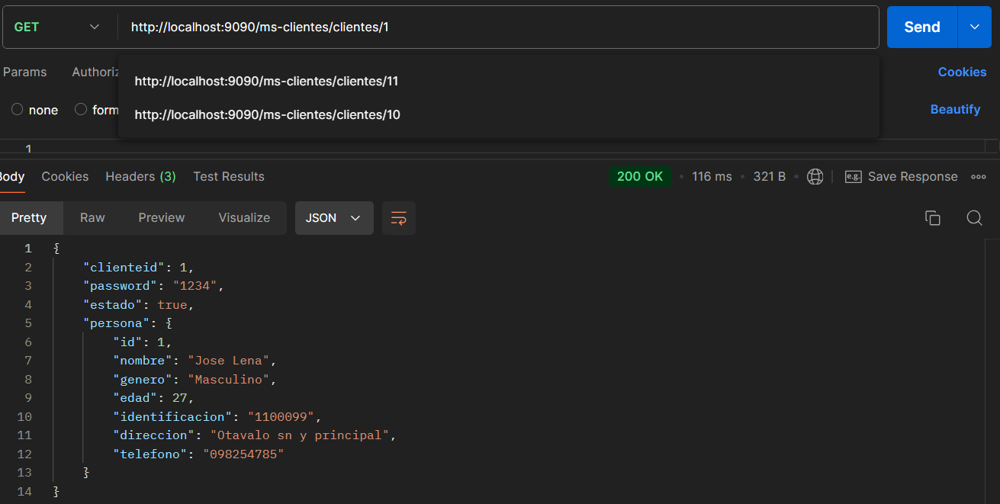 GET http://localhost:9090/ms-clientes/clientes/1 Send
Params Authoriz Cookies
http://localhost:9090/ms-clientes/clientes/11
none form Beautify
http://localhost:9090/ms-clientes/clientes/10
1
Body Cookies Headers (3) Test Results 200 OK • 116 ms • 321 B • e.g. Save Response
Pretty Raw Preview Visualize JSON
1 {
2 "clienteid": 1,
3 "password": "1234",
4 "estado": true,
5 "persona": {
6 "id": 1,
7 "nombre": "Jose Lena",
8 "genero": "Masculino",
9 "edad": 27,
10 "identificacion": "1100099",
11 "direccion": "Otavalo sn y principal",
12 "telefono": "098254785"
13 }
14 }